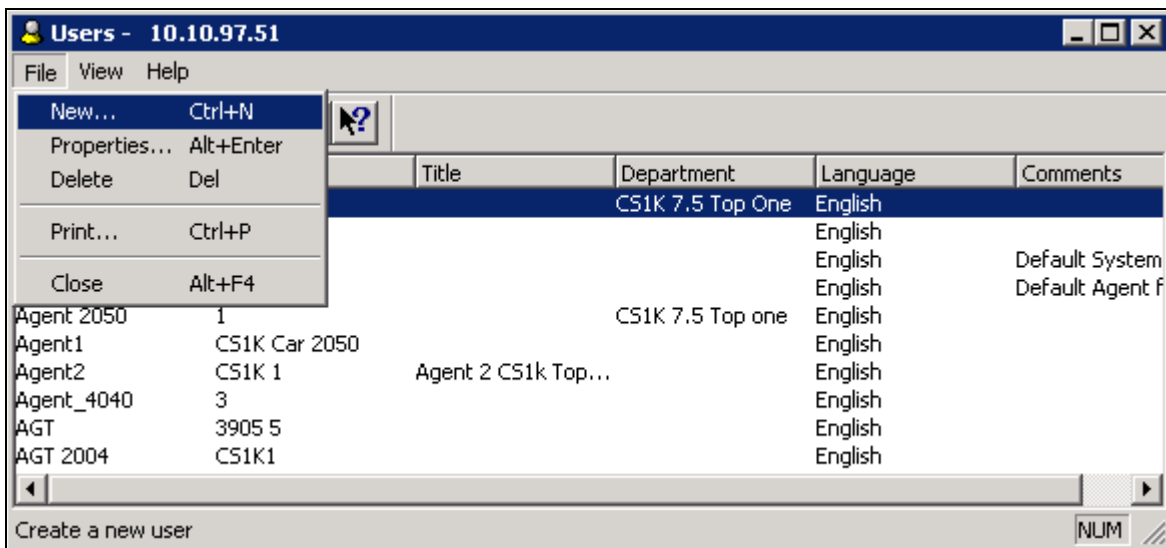 Users - 10.10.97.51
File View Help
New... Ctrl+N
Properties... Alt+Enter
Delete Del
Print... Ctrl+P
Close Alt+F4
Title Department Language Comments
CS1K 7.5 Top One English
English
English Default System
English Default Agent f
Agent 2050 1 CS1K 7.5 Top one English
Agent1 CS1K Car 2050 English
Agent2 CS1K 1 Agent 2 CS1k Top... English
Agent_4040 3 English
AGT 3905 5 English
AGT 2004 CS1K1 English
Create a new user NUM